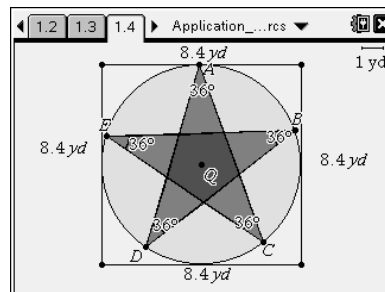 1.2 1.3 1.4 Application_...rcs
8.4 yd
1 yd
A
36°
E B
36° 36°
8.4 yd 8.4 yd
Q
36° 36°
D C
8.4 yd